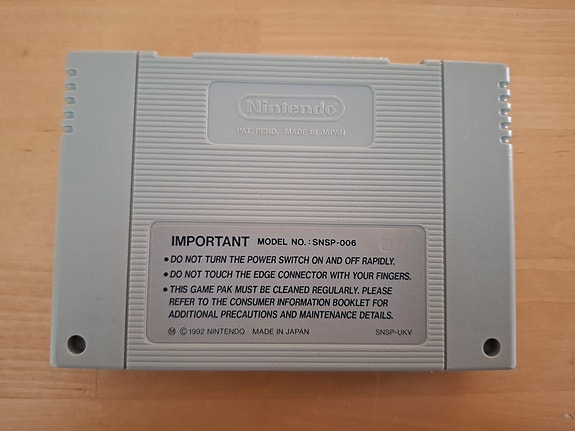 Nintendo
PAT. PEND. MADE IN JAPAN
IMPORTANT MODEL NO.: SNSP-006
• DO NOT TURN THE POWER SWITCH ON AND OFF RAPIDLY.
• DO NOT TOUCH THE EDGE CONNECTOR WITH YOUR FINGERS.
• THIS GAME PAK MUST BE CLEANED REGULARLY. PLEASE
REFER TO THE CONSUMER INFORMATION BOOKLET FOR
ADDITIONAL PRECAUTIONS AND MAINTENANCE DETAILS.
Ⓜ © 1992 NINTENDO MADE IN JAPAN SNSP-UKV